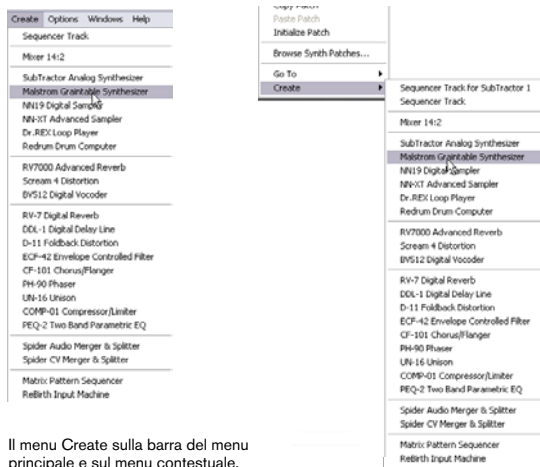 Create Options Windows Help
Sequencer Track
Mixer 14:2
SubTractor Analog Synthesizer
Malstrom Graintable Synthesizer
NN19 Digital Sampler
NN-XT Advanced Sampler
Dr.REX Loop Player
Redrum Drum Computer
RV7000 Advanced Reverb
Scream 4 Distortion
BV512 Digital Vocoder
RV-7 Digital Reverb
DDL-1 Digital Delay Line
D-11 Foldback Distortion
ECF-42 Envelope Controlled Filter
CF-101 Chorus/Flanger
PH-90 Phaser
UN-16 Unison
COMP-01 Compressor/Limiter
PEQ-2 Two Band Parametric EQ
Spider Audio Merger & Splitter
Spider CV Merger & Splitter
Matrix Pattern Sequencer
ReBirth Input Machine
Copy Patch
Paste Patch
Initialize Patch
Browse Synth Patches...
Go To
Create
Sequencer Track for SubTractor 1
Sequencer Track
Mixer 14:2
SubTractor Analog Synthesizer
Malstrom Graintable Synthesizer
NN19 Digital Sampler
NN-XT Advanced Sampler
Dr.REX Loop Player
Redrum Drum Computer
RV7000 Advanced Reverb
Scream 4 Distortion
BV512 Digital Vocoder
RV-7 Digital Reverb
DDL-1 Digital Delay Line
D-11 Foldback Distortion
ECF-42 Envelope Controlled Filter
CF-101 Chorus/Flanger
PH-90 Phaser
UN-16 Unison
COMP-01 Compressor/Limiter
PEQ-2 Two Band Parametric EQ
Spider Audio Merger & Splitter
Spider CV Merger & Splitter
Matrix Pattern Sequencer
ReBirth Input Machine
Il menu Create sulla barra del menu
principale e sul menu contestuale.